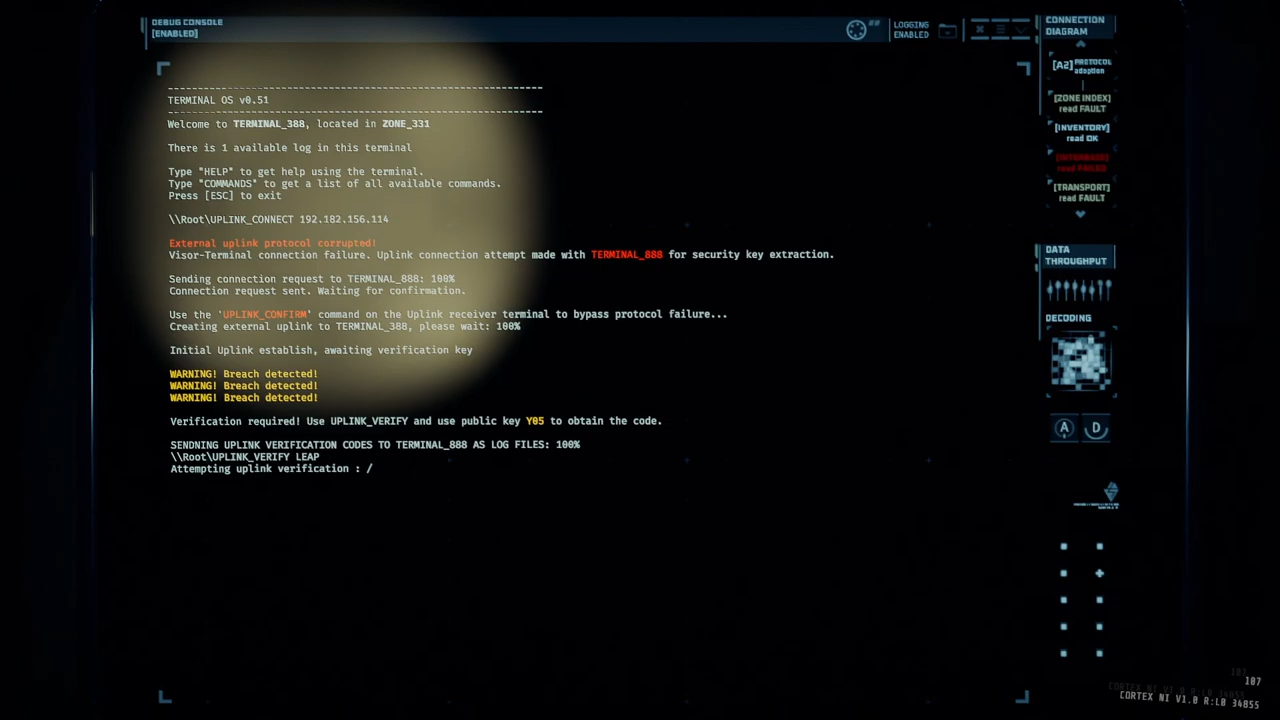 DEBUG CONSOLE
[ENABLED]
LOGGING
ENABLED
CONNECTION
DIAGRAM
[A2] PROTOCOL
adaption
[ZONE INDEX]
read FAULT
[INVENTORY]
read OK
read FAILED
[TRANSPORT]
read FAULT
DATA
THROUGHPUT
DECODING
A D
----------------------------------------------------------------
TERMINAL OS v0.51
----------------------------------------------------------------
Welcome to TERMINAL_388, located in ZONE_331
There is 1 available log in this terminal
Type "HELP" to get help using the terminal.
Type "COMMANDS" to get a list of all available commands.
Press [ESC] to exit
\\Root\UPLINK_CONNECT 192.182.156.114
External uplink protocol corrupted!
Visor-Terminal connection failure. Uplink connection attempt made with TERMINAL_888 for security key extraction.
Sending connection request to TERMINAL_888: 100%
Connection request sent. Waiting for confirmation.
Use the 'UPLINK_CONFIRM' command on the Uplink receiver terminal to bypass protocol failure...
Creating external uplink to TERMINAL_388, please wait: 100%
Initial Uplink establish, awaiting verification key
WARNING! Breach detected!
WARNING! Breach detected!
WARNING! Breach detected!
Verification required! Use UPLINK_VERIFY and use public key Y05 to obtain the code.
SENDNING UPLINK VERIFICATION CODES TO TERMINAL_888 AS LOG FILES: 100%
\\Root\UPLINK_VERIFY LEAP
Attempting uplink verification : /
107
CORTEX NI V1.0 R:L0 34855